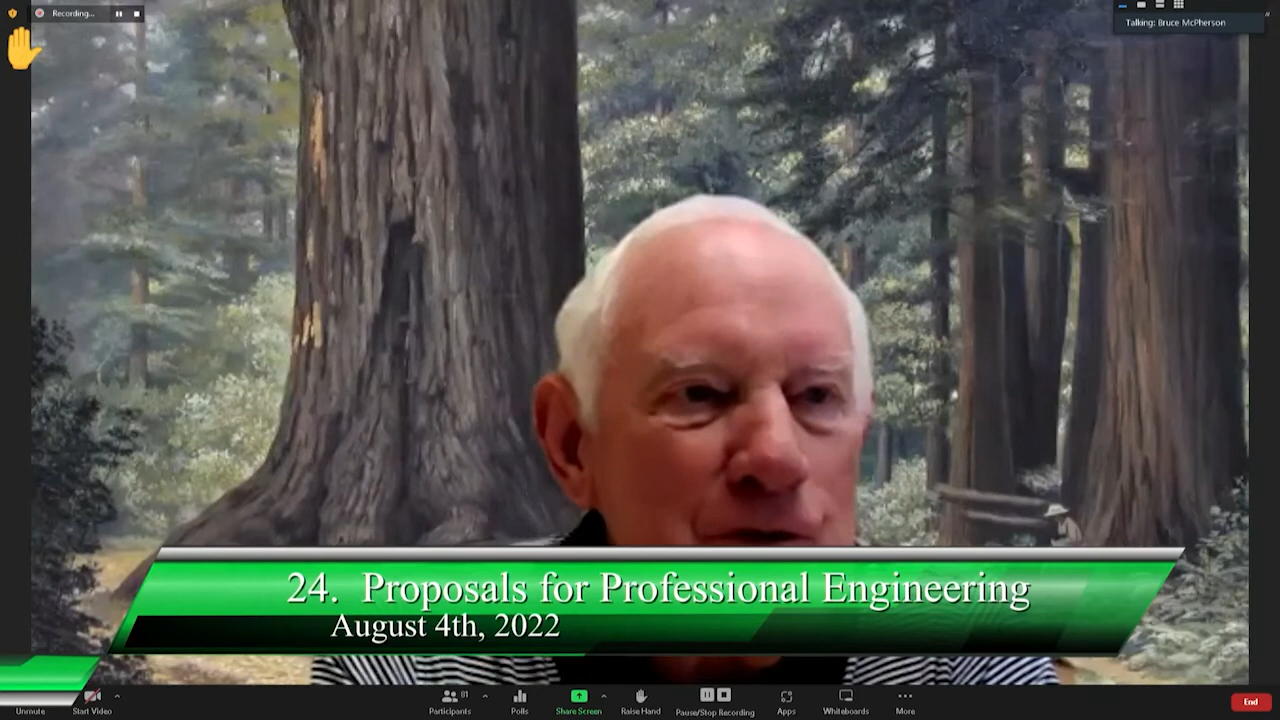 Recording...
Talking: Bruce McPherson
24. Proposals for Professional Engineering
August 4th, 2022
Unmute
Start Video
81
Participants
Polls
Share Screen
Raise Hand
Pause/Stop Recording
Apps
Whiteboards
More
End